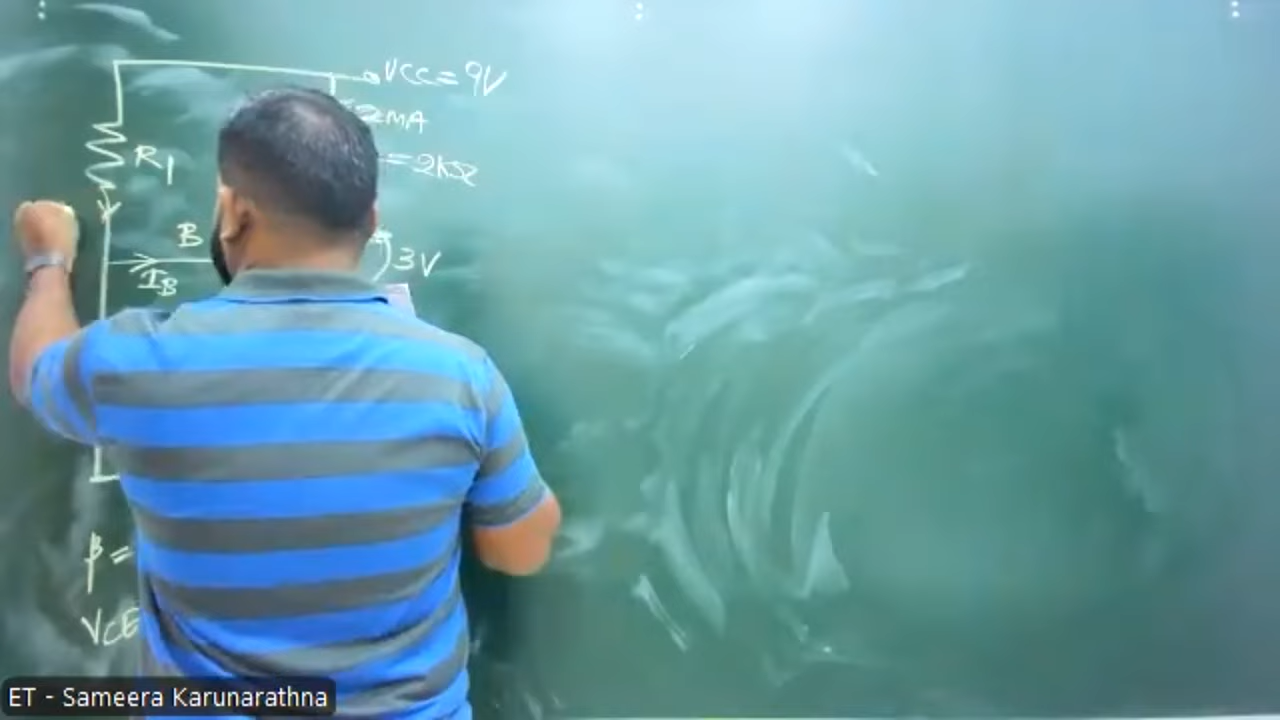 VCC = 9V
2mA
R1
= 2kΩ
B
3V
IB
β =
VCE
ET - Sameera Karunarathna